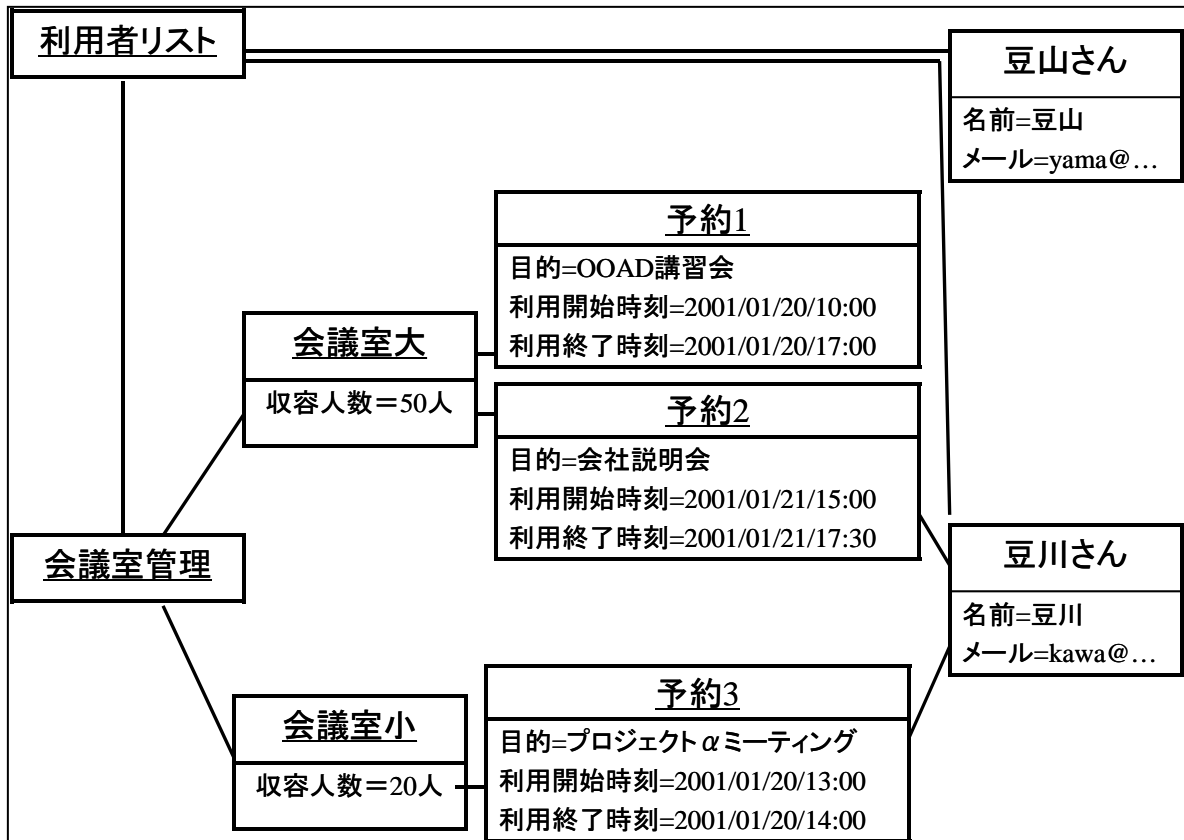 利用者リスト
豆山さん
名前=豆山
メール=yama@…
予約1
目的=OOAD講習会
利用開始時刻=2001/01/20/10:00
利用終了時刻=2001/01/20/17:00
会議室大
収容人数＝50人
予約2
目的=会社説明会
利用開始時刻=2001/01/21/15:00
利用終了時刻=2001/01/21/17:30
会議室管理
豆川さん
名前=豆川
メール=kawa@…
会議室小
収容人数＝20人
予約3
目的=プロジェクトαミーティング
利用開始時刻=2001/01/20/13:00
利用終了時刻=2001/01/20/14:00